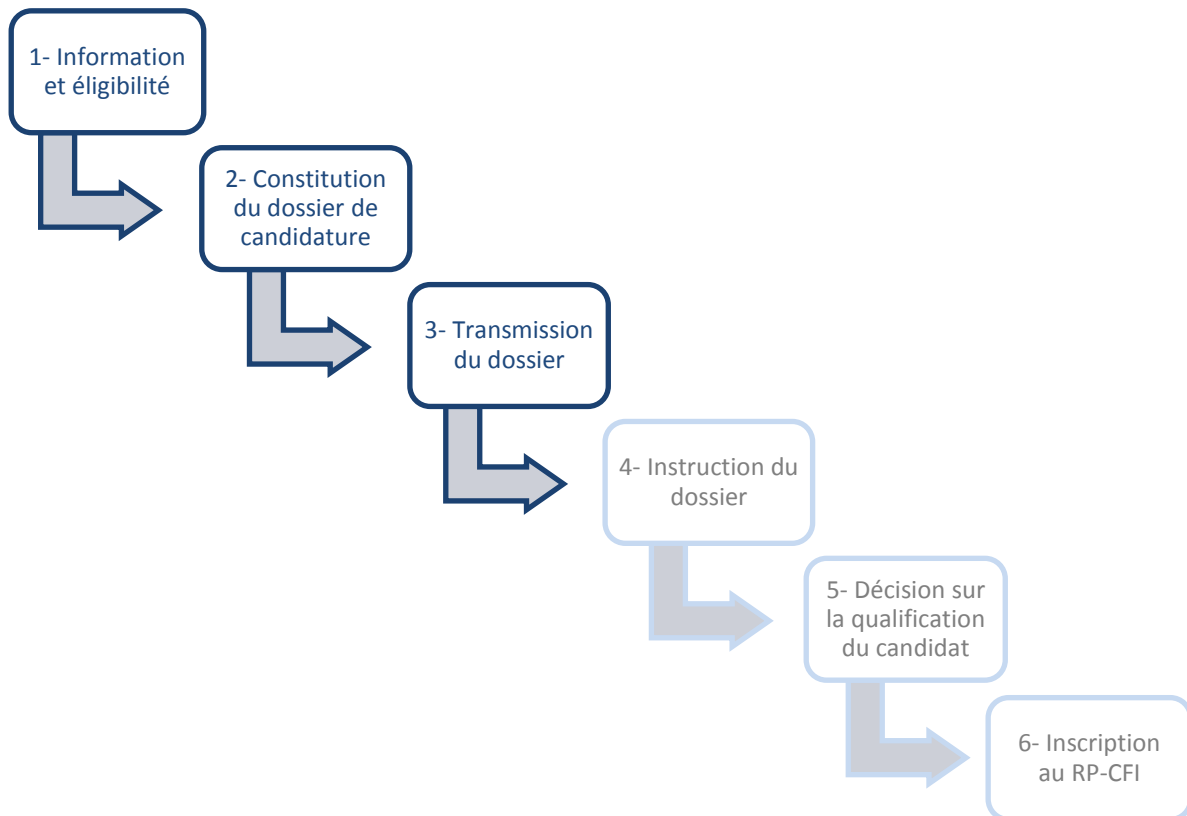 1- Information
et éligibilité
2- Constitution
du dossier de
candidature
3- Transmission
du dossier
4- Instruction du
dossier
5- Décision sur
la qualification
du candidat
6- Inscription
au RP-CFI